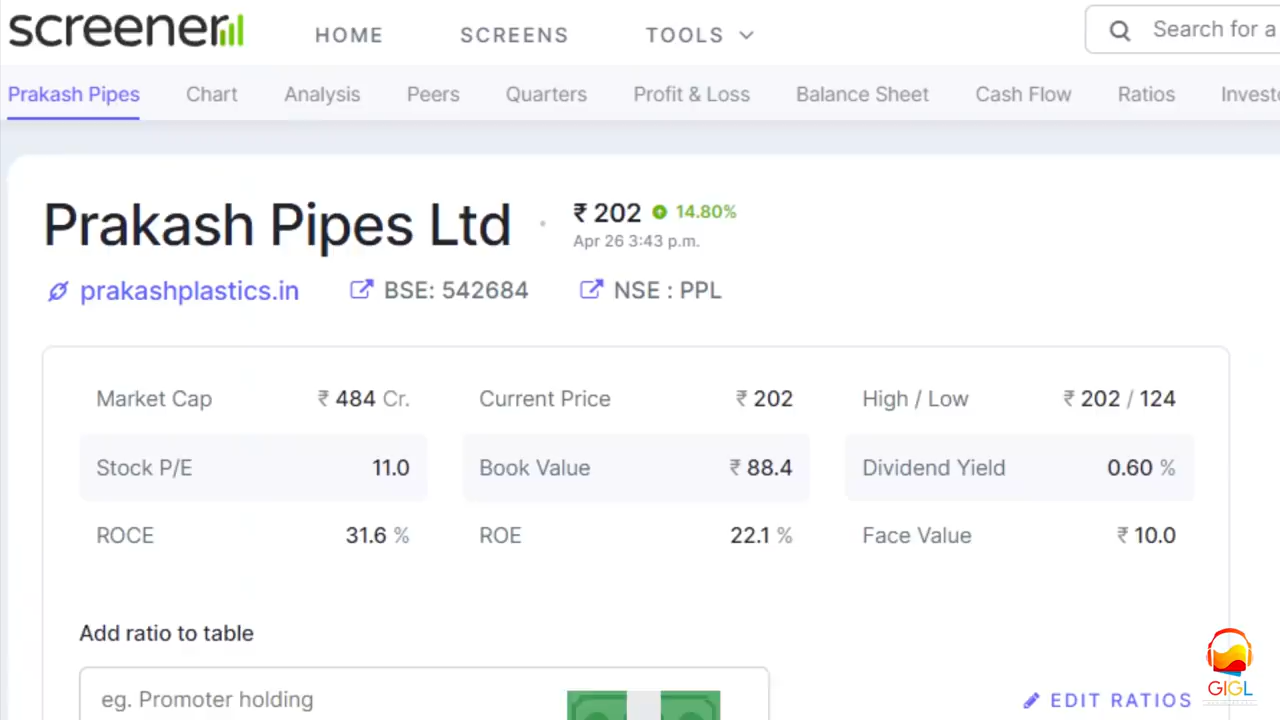 screener HOME SCREENS TOOLS Search for a
Prakash Pipes Chart Analysis Peers Quarters Profit & Loss Balance Sheet Cash Flow Ratios Investo
Prakash Pipes Ltd ₹ 202 14.80%
Apr 26 3:43 p.m.
prakashplastics.in BSE: 542684 NSE : PPL
Market Cap ₹ 484 Cr. Current Price ₹ 202 High / Low ₹ 202 / 124
Stock P/E 11.0 Book Value ₹ 88.4 Dividend Yield 0.60 %
ROCE 31.6 % ROE 22.1 % Face Value ₹ 10.0
Add ratio to table
eg. Promoter holding EDIT RATIOS
GIGL